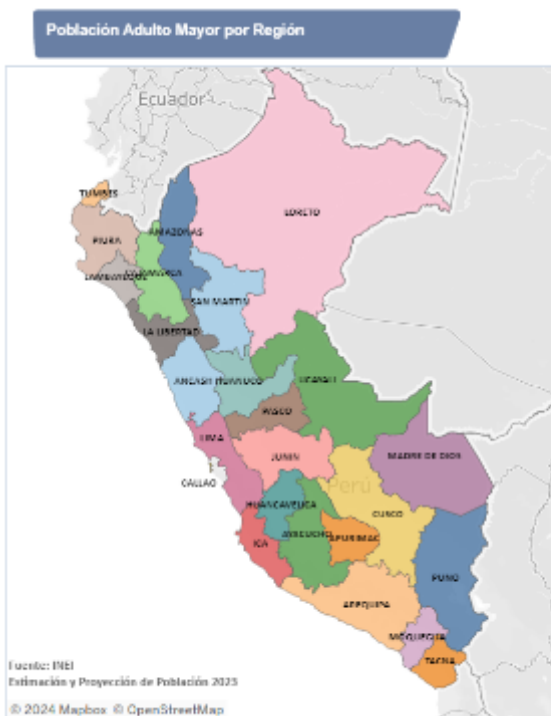 Población Adulto Mayor por Región
Ecuador
TUMBES
LORETO
PIURA
AMAZONAS
CAJAMARCA
LAMBAYEQUE
SAN MARTIN
LA LIBERTAD
ANCASH
HUANUCO
UCAYALI
PASCO
LIMA
JUNIN
MADRE DE DIOS
CALLAO
Perú
HUANCAVELICA
CUSCO
AYACUCHO
APURIMAC
ICA
PUNO
AREQUIPA
MOQUEGUA
TACNA
Fuente: INEI
Estimación y Proyección de Población 2023
© 2024 Mapbox © OpenStreetMap